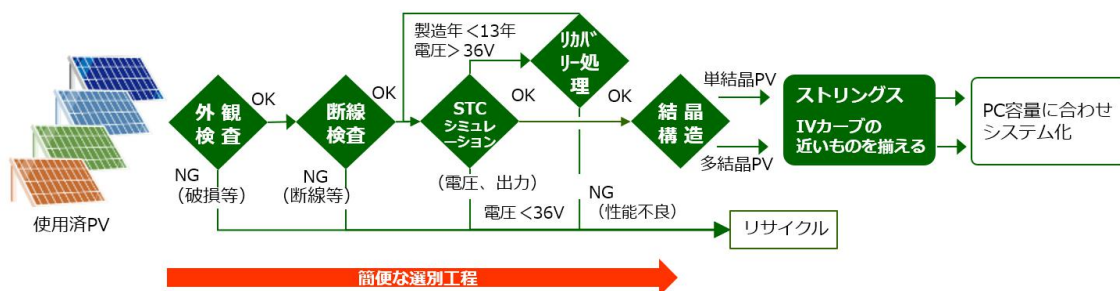 使用済PV
外観
検査
OK
NG
（破損等）
断線
検査
OK
NG
（断線等）
製造年＜13年
電圧＞36V
STC
シミュレ
ーション
OK
（電圧、出力）
電圧＜36V
リカバ
リー処
理
OK
NG
（性能不良）
結晶
構造
単結晶PV
多結晶PV
ストリングス
IVカーブの
近いものを揃える
PC容量に合わせ
システム化
リサイクル
簡便な選別工程